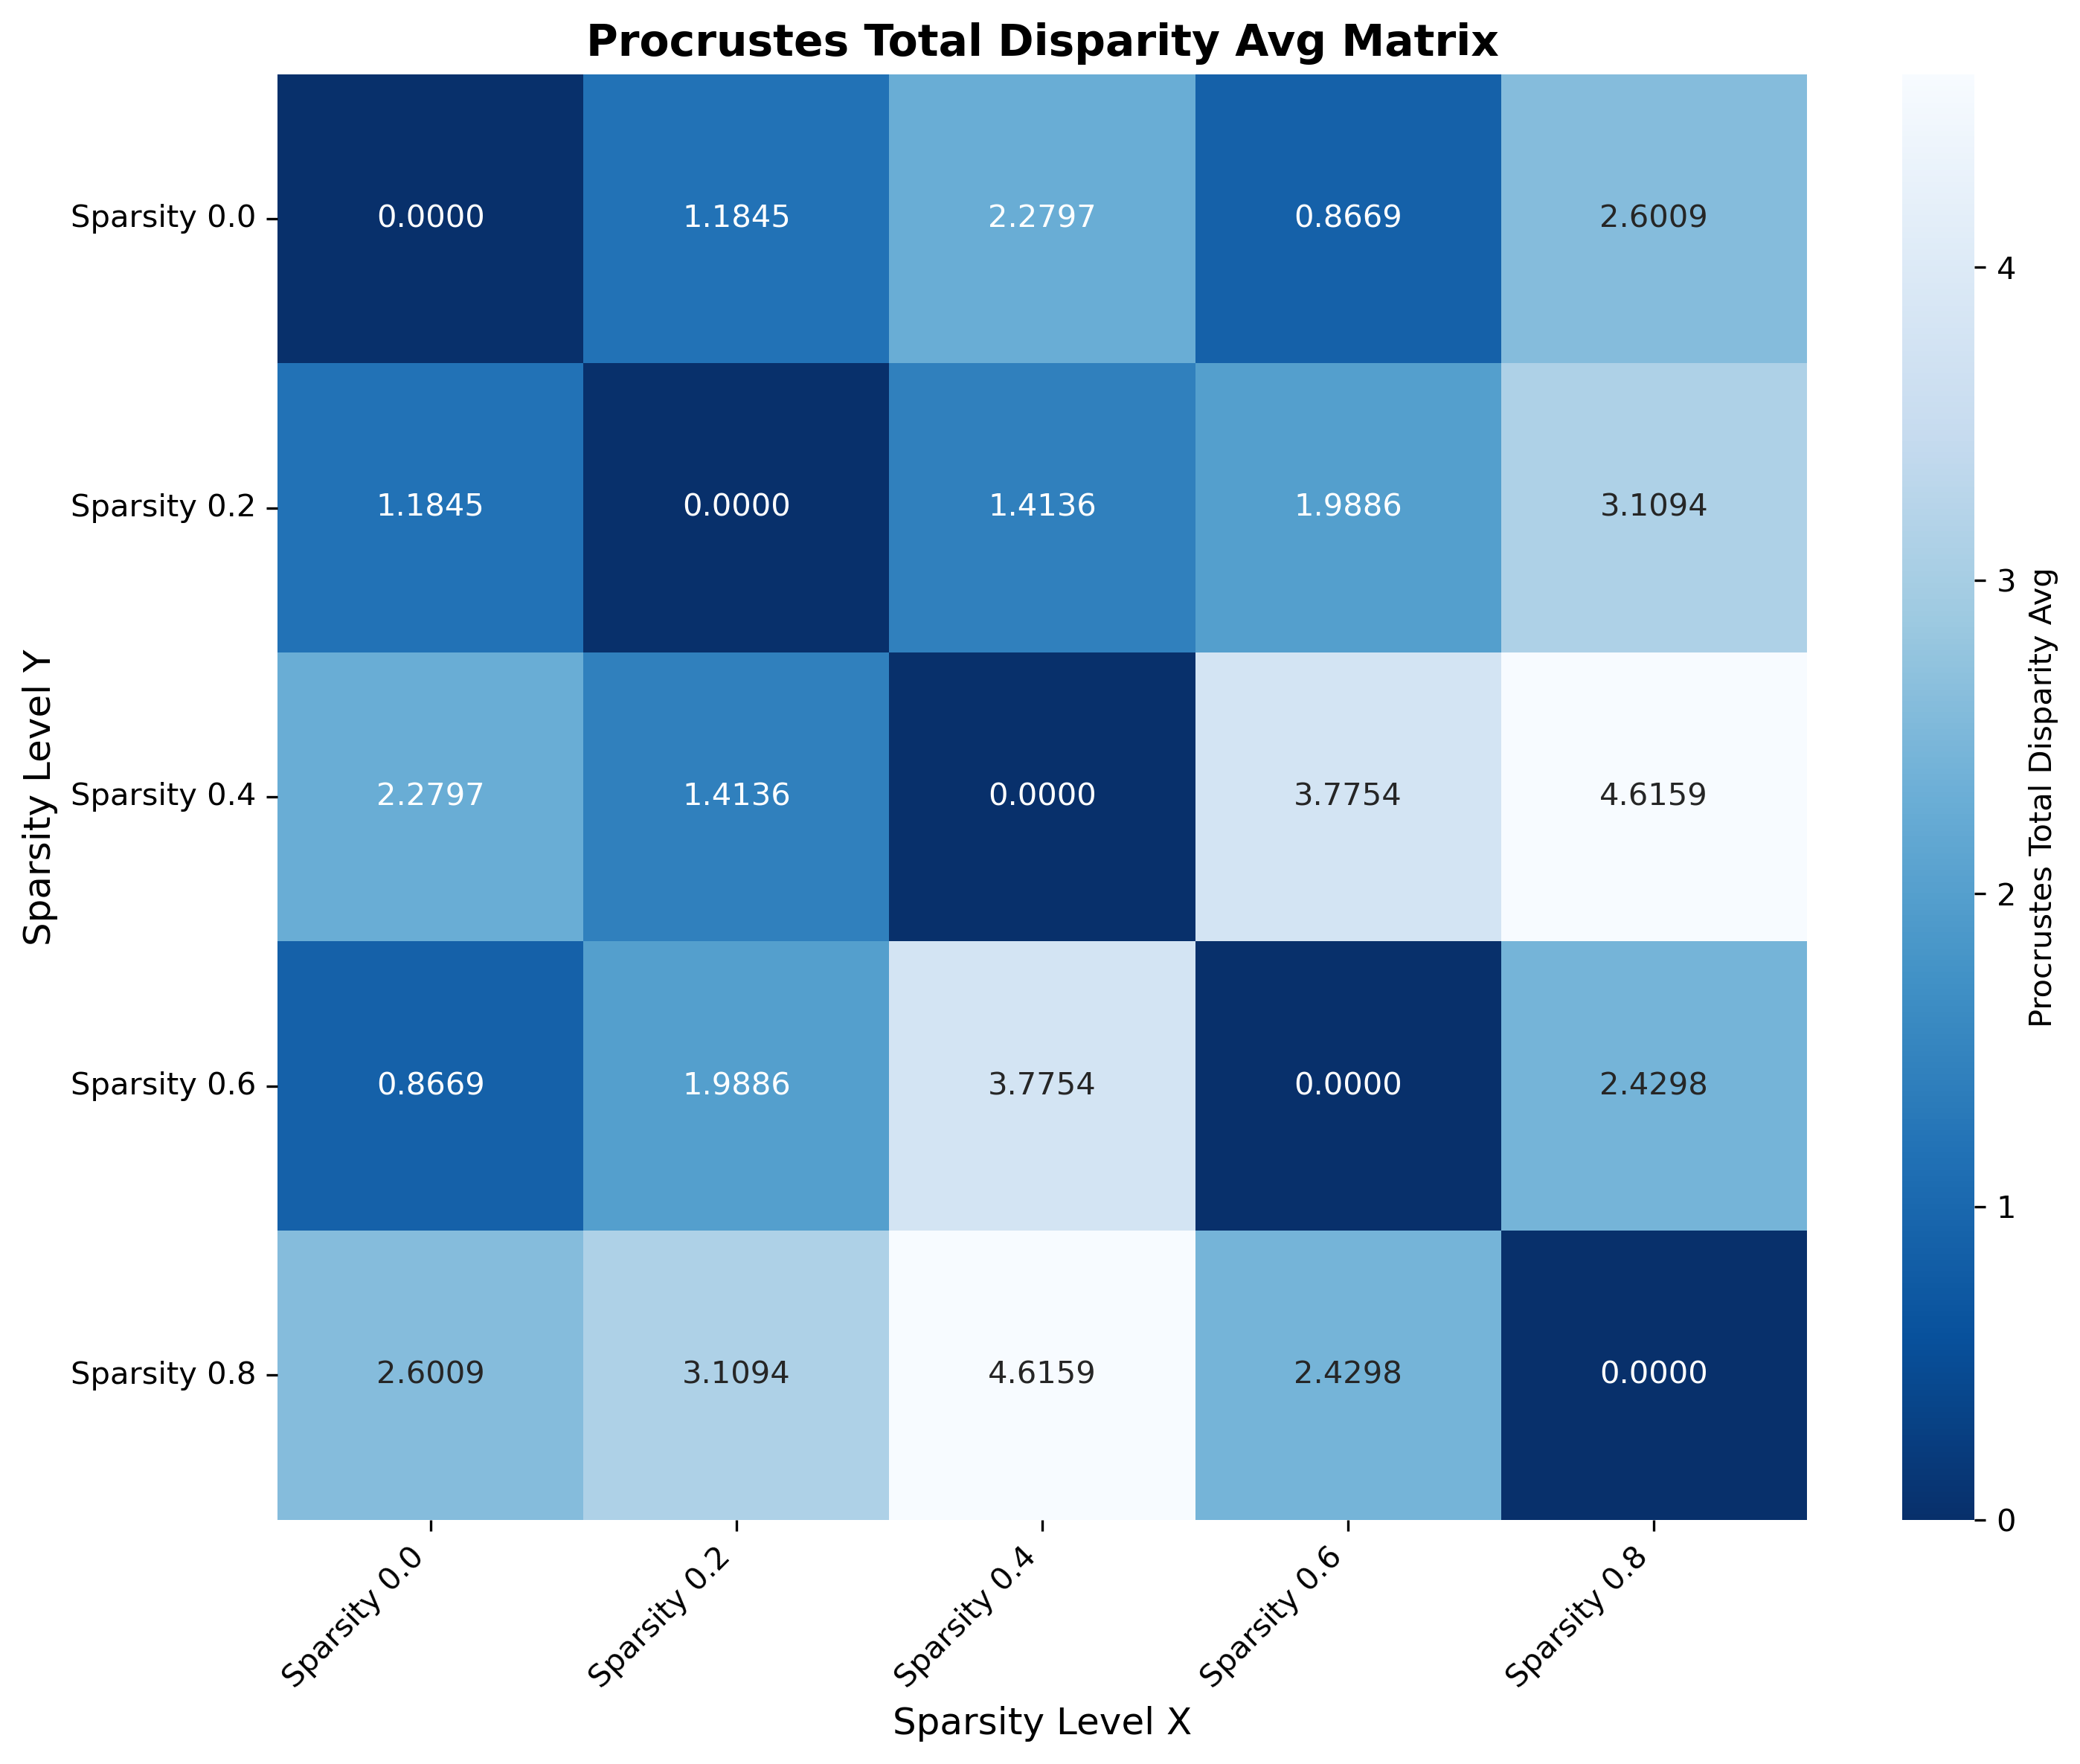 Procrustes Total Disparity Avg Matrix
Sparsity Level Y
Sparsity 0.0 0.0000 1.1845 2.2797 0.8669 2.6009
Sparsity 0.2 1.1845 0.0000 1.4136 1.9886 3.1094
Sparsity 0.4 2.2797 1.4136 0.0000 3.7754 4.6159
Sparsity 0.6 0.8669 1.9886 3.7754 0.0000 2.4298
Sparsity 0.8 2.6009 3.1094 4.6159 2.4298 0.0000
Sparsity 0.0 Sparsity 0.2 Sparsity 0.4 Sparsity 0.6 Sparsity 0.8
Sparsity Level X
4
3
2
1
0
Procrustes Total Disparity Avg